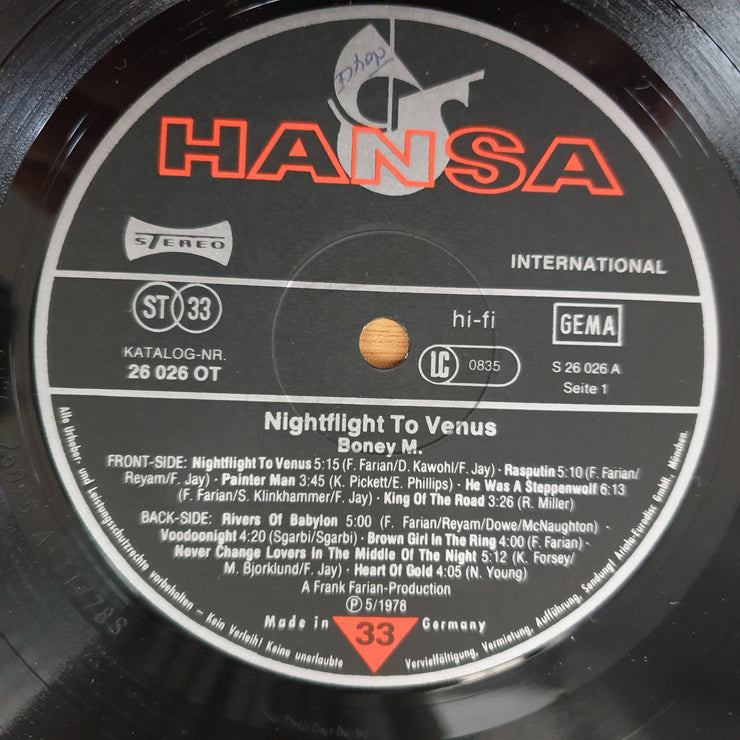 Joyce
HANSA
STEREO
INTERNATIONAL
ST 33
hi-fi
GEMA
KATALOG-NR.
26 026 OT
LC 0835
S 26 026 A
Seite 1
Nightflight To Venus
Boney M.
FRONT-SIDE: Nightflight To Venus 5:15 (F. Farian/D. Kawohl/F. Jay) · Rasputin 5:10 (F. Farian/
Reyam/F. Jay) · Painter Man 3:45 (K. Pickett/E. Phillips) · He Was A Steppenwolf 6:13
(F. Farian/S. Klinkhammer/F. Jay) · King Of The Road 3:26 (R. Miller)
BACK-SIDE: Rivers Of Babylon 5:00 (F. Farian/Reyam/Dowe/McNaughton) ·
Voodoonight 4:20 (Sgarbi/Sgarbi) · Brown Girl In The Ring 4:00 (F. Farian) ·
Never Change Lovers In The Middle Of The Night 5:12 (K. Forsey/
M. Bjorklund/F. Jay) · Heart Of Gold 4:05 (N. Young)
A Frank Farian-Production
Ⓟ 5/1978
Made in 33 Germany
Alle Urheber- und Leistungsschutzrechte vorbehalten – Kein Verleih! Keine unerlaubte Vervielfältigung, Vermietung, Aufführung, Sendung! Ariola-Eurodisc GmbH, München.